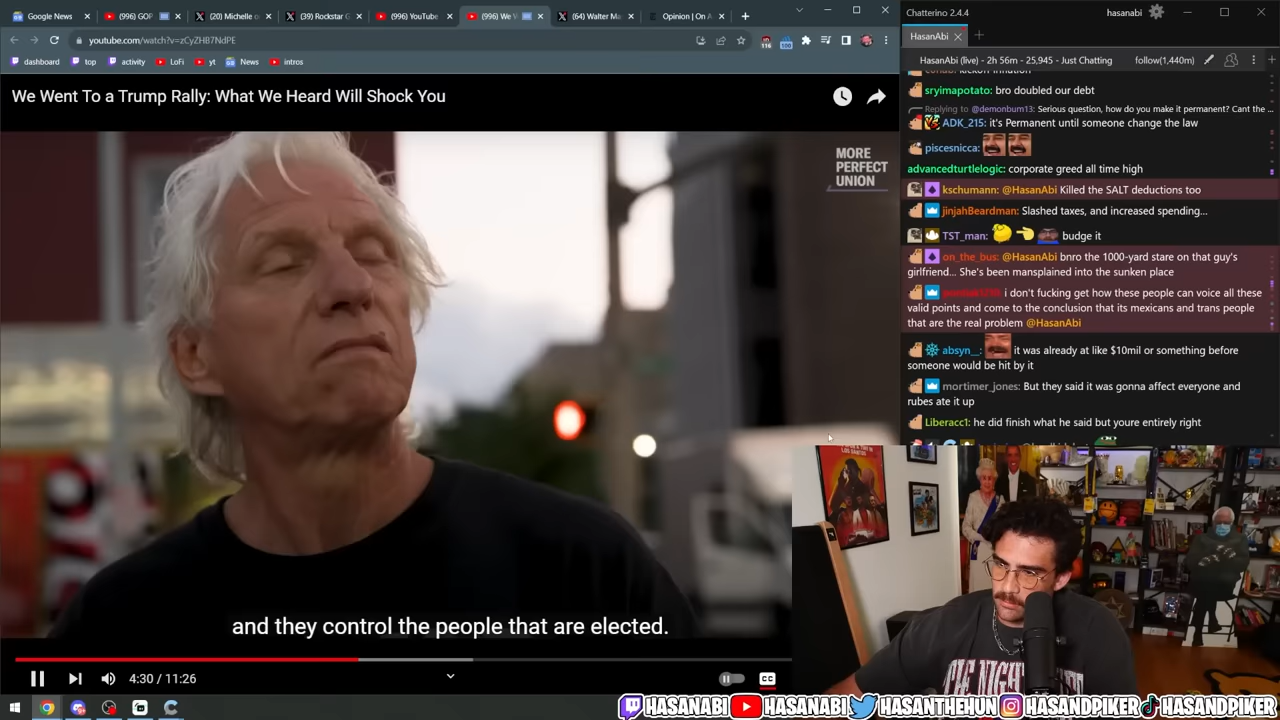 Google News
(996) GOP
(20) Michelle o
(39) Rockstar G
(996) YouTube
(996) We V
(64) Walter M
Opinion | On A
youtube.com/watch?v=zCyZHB7NdPE
116
100
dashboard
top
activity
LoFi
yt
News
intros
We Went To a Trump Rally: What We Heard Will Shock You
MORE
PERFECT
UNION
and they control the people that are elected.
4:30 / 11:26
CC
Chatterino 2.4.4
hasanabi
HasanAbi
HasanAbi (live) - 2h 56m - 25,945 - Just Chatting
follow(1,440m)
sryimapotato: bro doubled our debt
Replying to @demonbum13: Serious question, how do you make it permanent? Cant the ...
ADK_215: it's Permanent until someone change the law
piscesnicca:
advancedturtlelogic: corporate greed all time high
kschumann: @HasanAbi Killed the SALT deductions too
JinjahBeardman: Slashed taxes, and increased spending...
TST_man: budge it
on_the_bus: @HasanAbi bnro the 1000-yard stare on that guy's
girlfriend... She's been mansplained into the sunken place
i don't fucking get how these people can voice all these
valid points and come to the conclusion that its mexicans and trans people
that are the real problem @HasanAbi
absyn__: it was already at like $10mil or something before
someone would be hit by it
mortimer_jones: But they said it was gonna affect everyone and
rubes ate it up
Liberacc1: he did finish what he said but youre entirely right
THE NIGHT
HASANABI
HASANABI
HASANTHEHUN
HASANDPIKER
HASANDPIKER